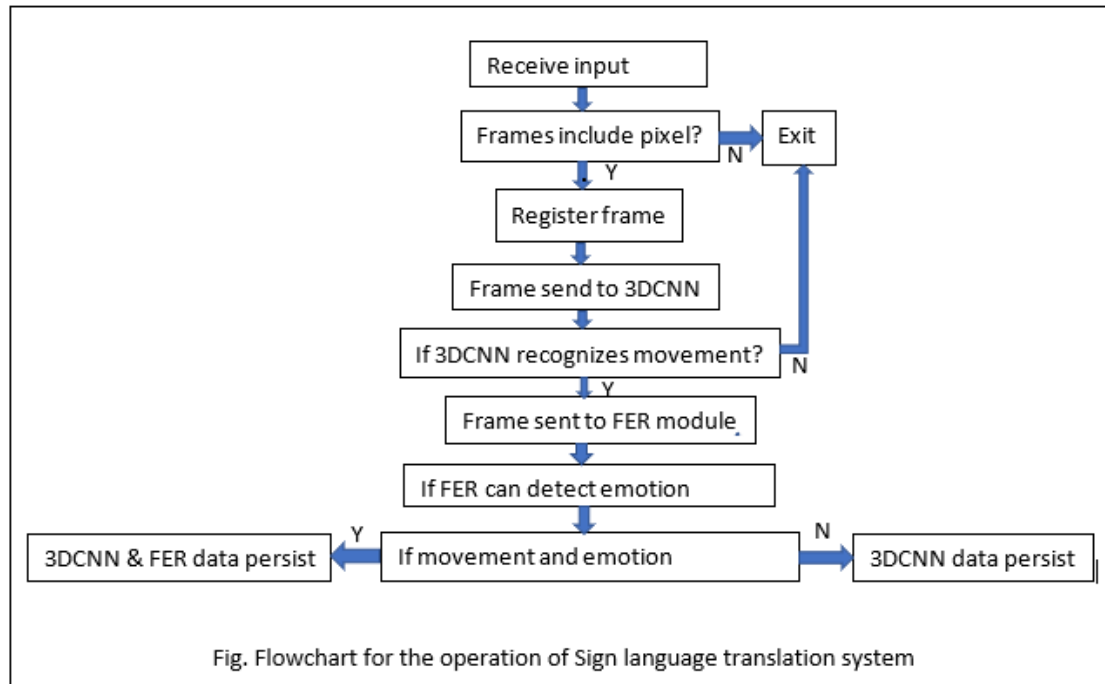 Receive input
Frames include pixel?
Exit
N
Y
Register frame
Frame send to 3DCNN
If 3DCNN recognizes movement?
N
Y
Frame sent to FER module
If FER can detect emotion
Y
N
3DCNN & FER data persist
If movement and emotion
3DCNN data persist
Fig. Flowchart for the operation of Sign language translation system